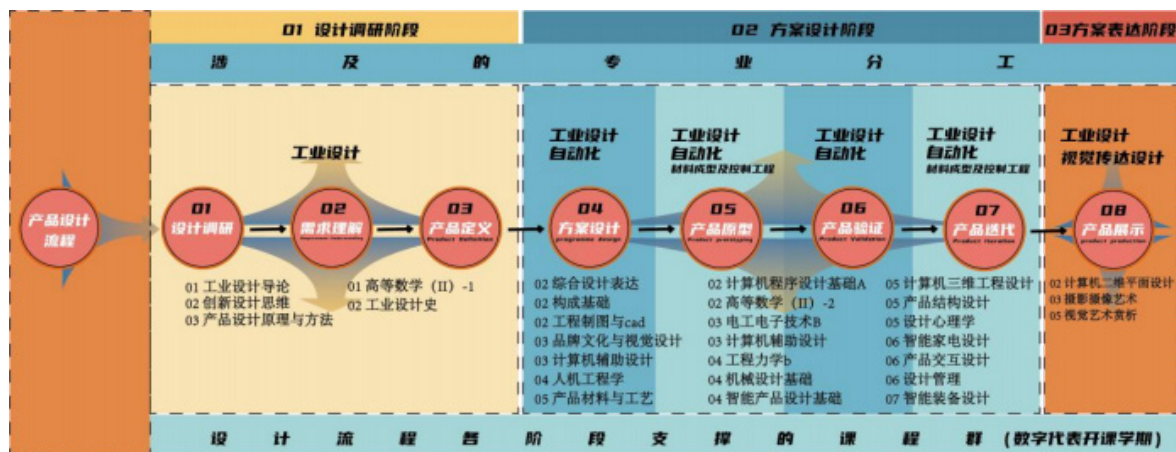 01 设计调研阶段
02 方案设计阶段
03方案表达阶段
涉及的专业分工
产品设计
流程
工业设计
01
设计调研
02
需求理解
03
产品定义
Product Definition
工业设计
自动化
04
方案设计
programme design
工业设计
自动化
材料成型及控制工程
05
产品原型
Product prototyping
工业设计
自动化
06
产品验证
Product Validation
工业设计
自动化
材料成型及控制工程
07
产品迭代
Product Iteration
工业设计
视觉传达设计
08
产品展示
product production
01 工业设计导论
02 创新设计思维
03 产品设计原理与方法
01 高等数学（II）-1
02 工业设计史
02 综合设计表达
02 构成基础
02 工程制图与cad
03 品牌文化与视觉设计
03 计算机辅助设计
04 人机工程学
05 产品材料与工艺
02 计算机程序设计基础A
02 高等数学（II）-2
03 电工电子技术B
03 计算机辅助设计
04 工程力学b
04 机械设计基础
04 智能产品设计基础
05 计算机三维工程设计
05 产品结构设计
05 设计心理学
06 智能家电设计
06 产品交互设计
06 设计管理
07 智能装备设计
02 计算机二维平面设计
03 摄影摄像艺术
05 视觉艺术赏析
设计流程各阶段支撑的课程群（数字代表开课学期）